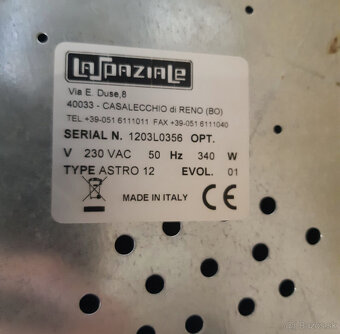 LASPAZIALE
Via E. Duse,8
40033 - CASALECCHIO di RENO (BO)
TEL +39-051 6111011 FAX +39-051 6111040
SERIAL N. 1203L0356 OPT.
V 230 VAC 50 Hz 340 W
TYPE ASTRO 12 EVOL. 01
MADE IN ITALY CE